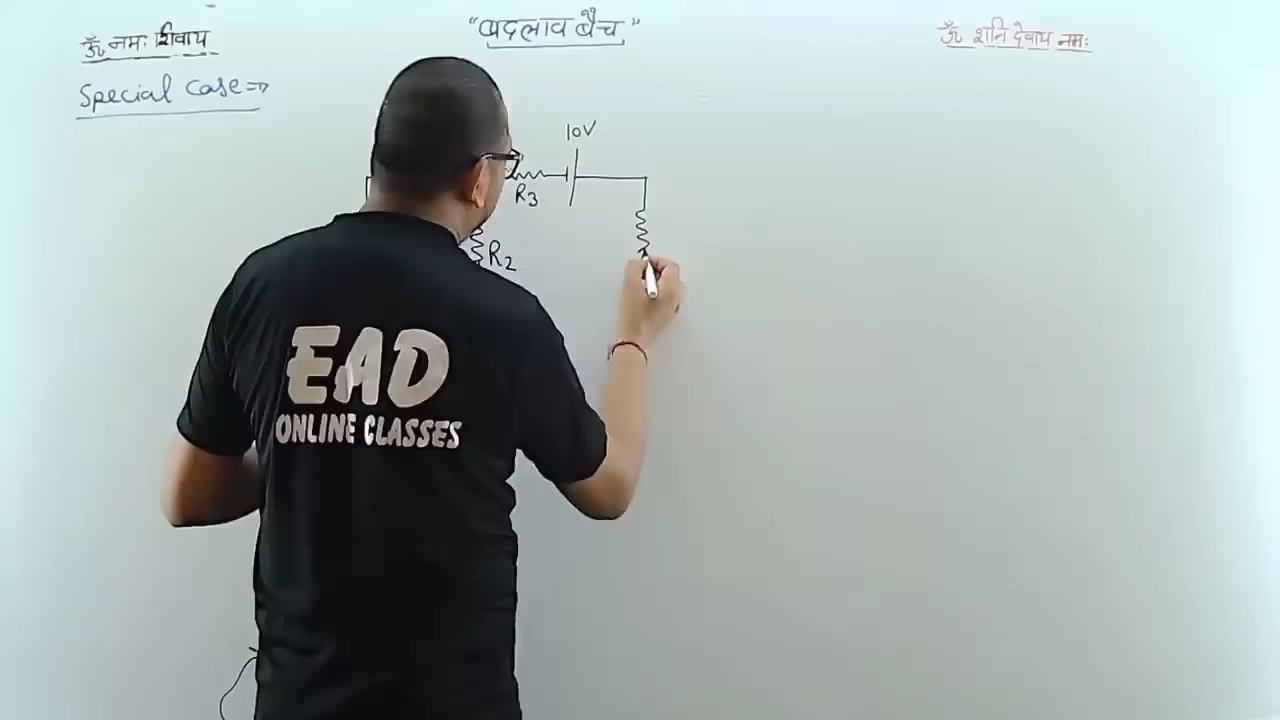 ॐ नमः शिवाय
"बदलाव बैच"
ॐ शनि देवाय नमः
Special Case ⇒
10V
R3
R2
EAD
ONLINE CLASSES